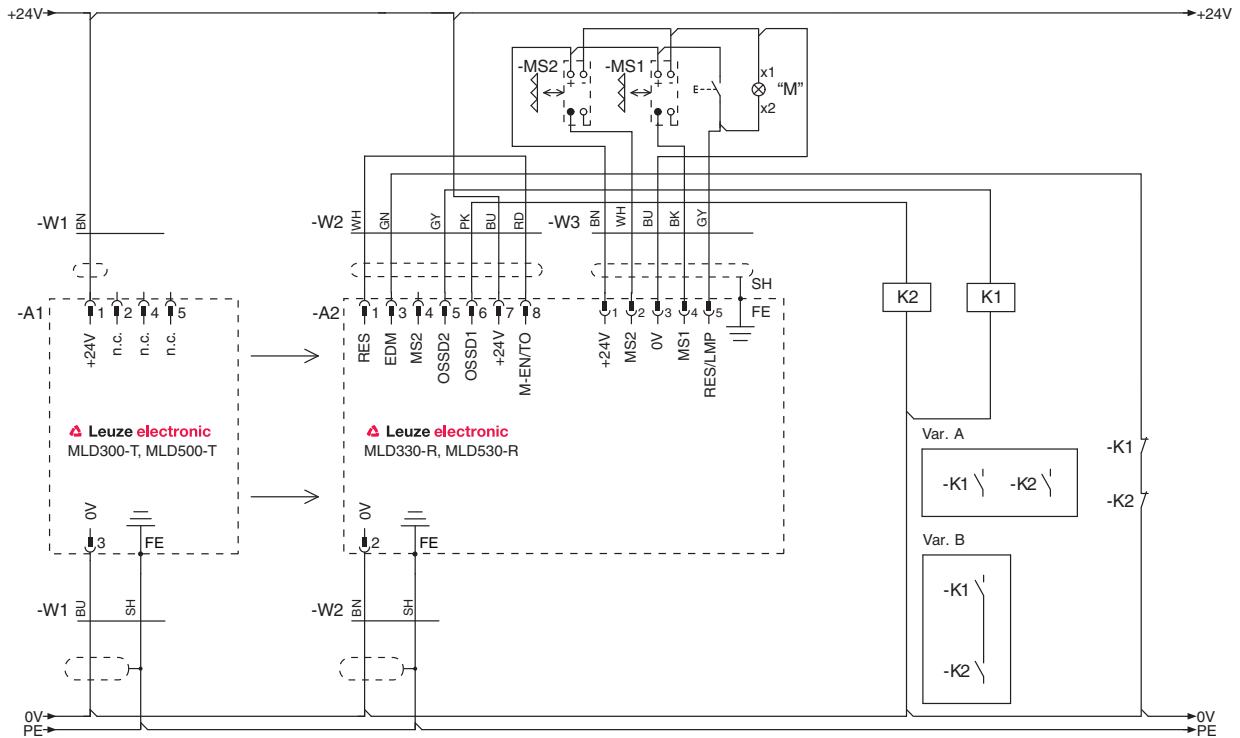 +24V +24V
-MS2 -MS1 x1 "M"
+ - + - E x2
-W1 BN -W2 WH GN GY PK BU RD -W3 BN WH BU BK GY
SH
-A1 1 2 4 5 -A2 1 3 4 5 6 7 8 1 2 3 4 5 FE K2 K1
+24V n.c. n.c. n.c. RES EDM MS2 OSSD2 OSSD1 +24V M-EN/TO +24V MS2 0V MS1 RES/LMP
Leuze electronic Leuze electronic
MLD300-T, MLD500-T MLD330-R, MLD530-R
Var. A
-K1 -K2
-K1
-K2
0V 0V
3 FE 2 FE
Var. B
-K1
-K2
-W1 BU SH -W2 BN SH
0V 0V
PE PE